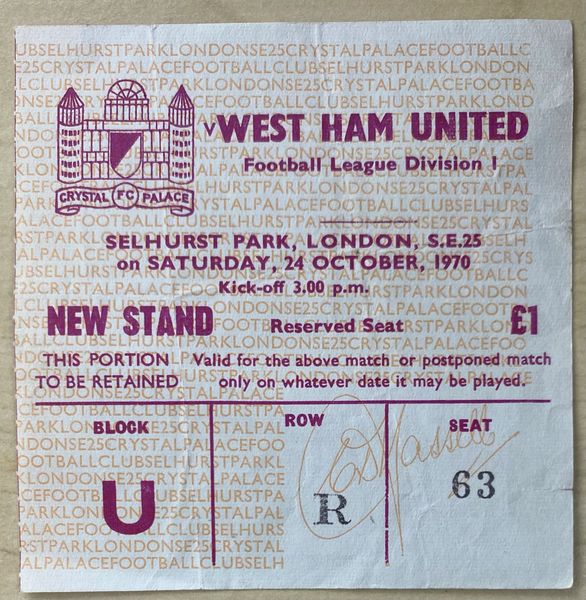 CRYSTAL FC PALACE
v WEST HAM UNITED
Football League Division 1
SELHURST PARK, LONDON, S.E.25
on SATURDAY, 24 OCTOBER, 1970
Kick-off 3.00 p.m.
NEW STAND Reserved Seat £1
THIS PORTION Valid for the above match or postponed match
TO BE RETAINED only on whatever date it may be played.
BLOCK ROW SEAT
U R 63